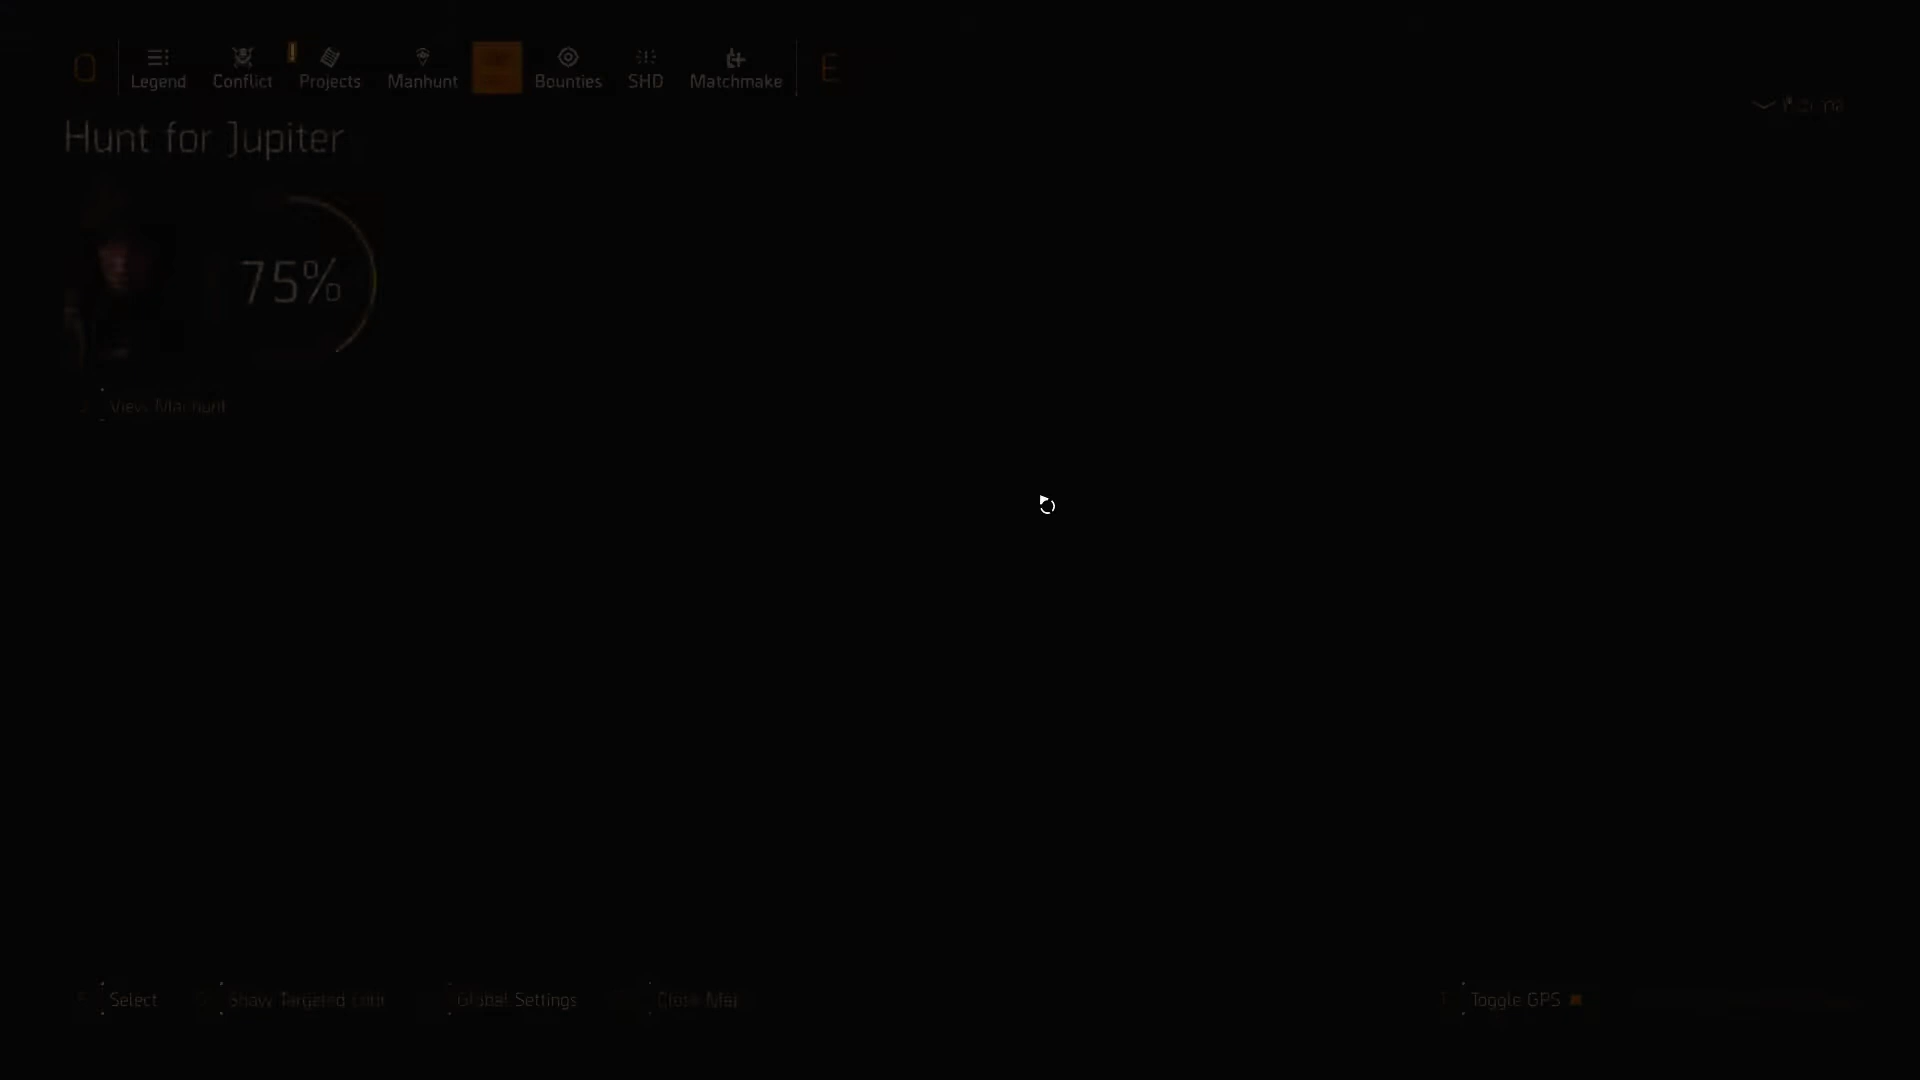 Q Legend Conflict Projects Manhunt Bounties SHD Matchmake E
Hunt for Jupiter
75%
View Manhunt
Select Show Targeted Loot Global Settings Close Map Toggle GPS